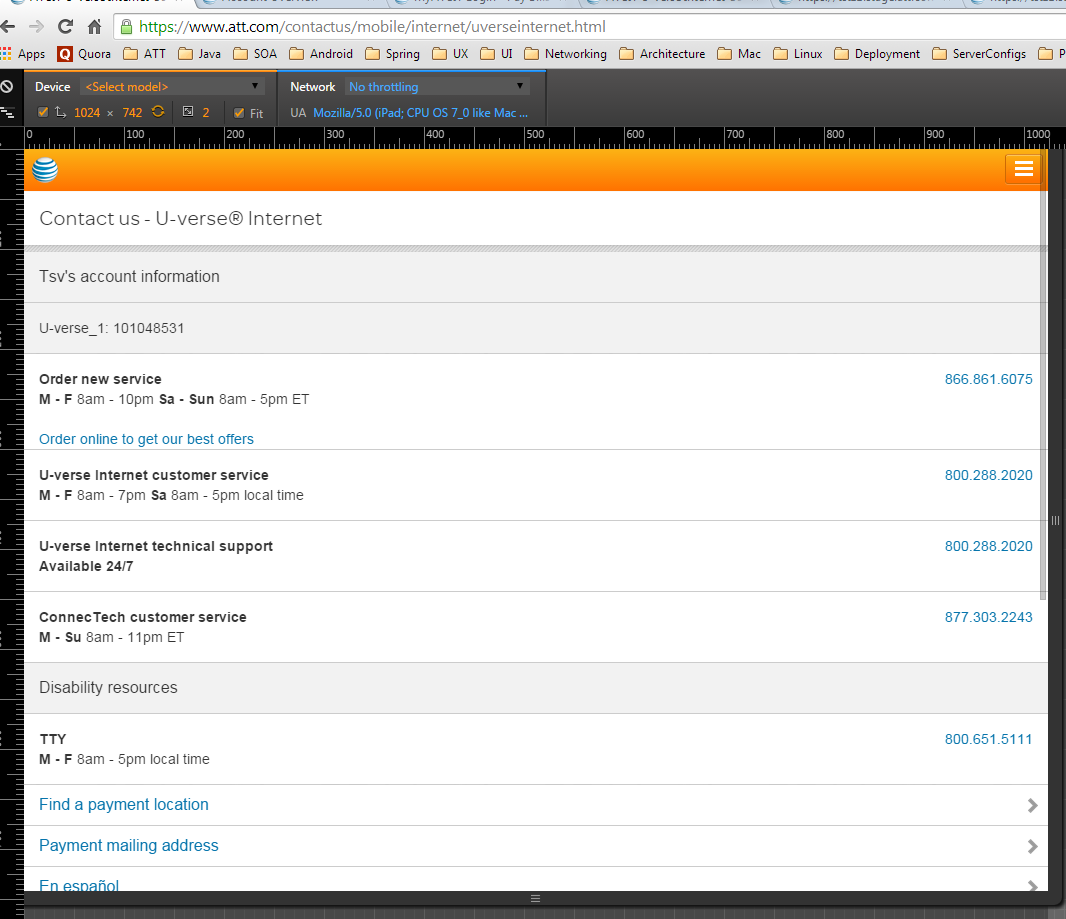 https://www.att.com/contactus/mobile/internet/uverseinternet.html
Apps Quora ATT Java SOA Android Spring UX UI Networking Architecture Mac Linux Deployment ServerConfigs
Device <Select model> Network No throttling
1024 × 742 2 Fit UA Mozilla/5.0 (iPad; CPU OS 7_0 like Mac ...
0 100 200 300 400 500 600 700 800 900 1000
Contact us - U-verse® Internet
Tsv's account information
U-verse_1: 101048531
Order new service 866.861.6075
M - F 8am - 10pm Sa - Sun 8am - 5pm ET
Order online to get our best offers
U-verse Internet customer service 800.288.2020
M - F 8am - 7pm Sa 8am - 5pm local time
U-verse Internet technical support 800.288.2020
Available 24/7
ConnecTech customer service 877.303.2243
M - Su 8am - 11pm ET
Disability resources
TTY 800.651.5111
M - F 8am - 5pm local time
Find a payment location
Payment mailing address
En español